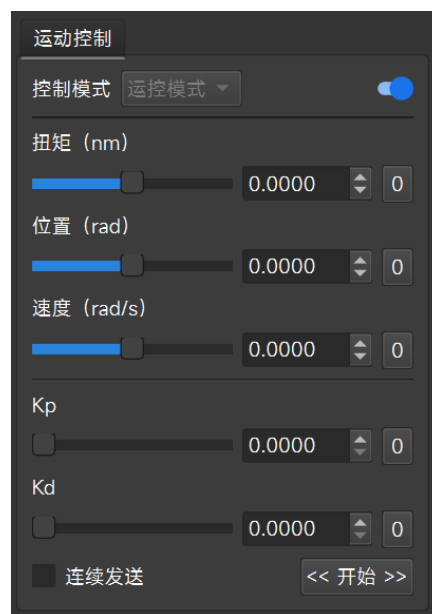 运动控制
控制模式 运控模式
扭矩（nm）
0.0000 0
位置（rad）
0.0000 0
速度（rad/s）
0.0000 0
Kp
0.0000 0
Kd
0.0000 0
连续发送 << 开始 >>